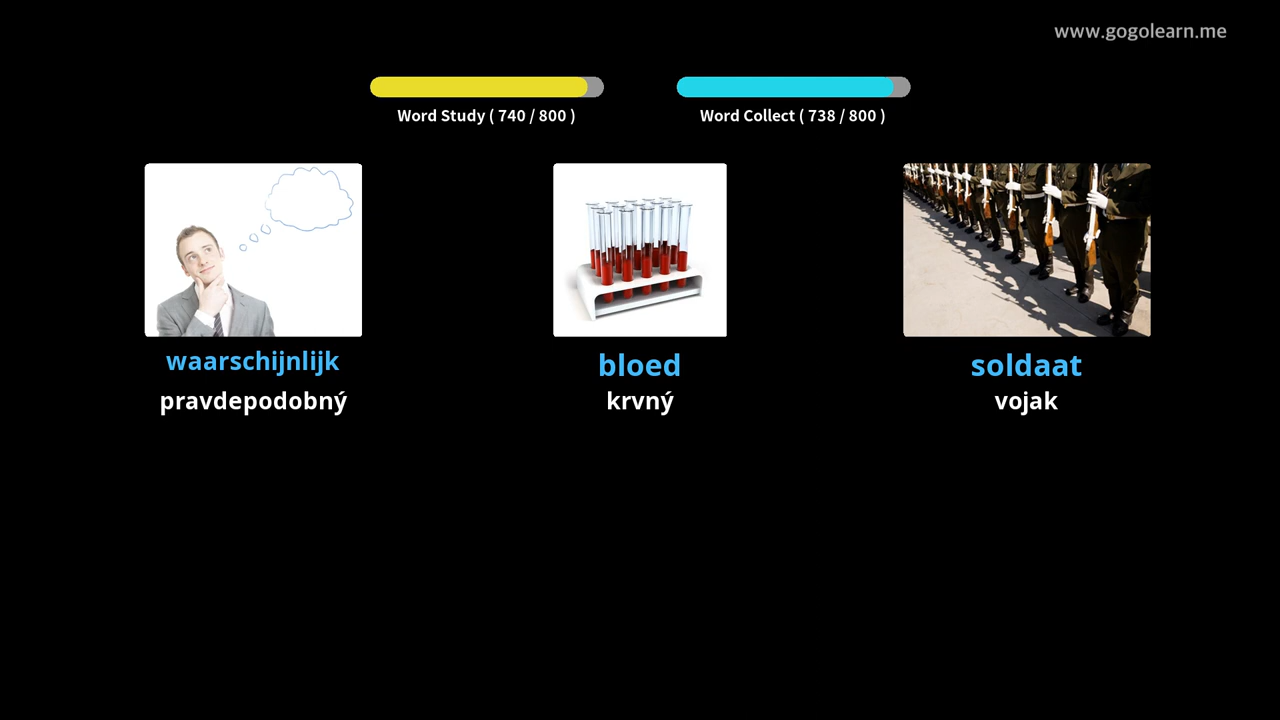 www.gogolearn.me
Word Study ( 740 / 800 )
Word Collect ( 738 / 800 )
waarschijnlijk
pravdepodobný
bloed
krvný
soldaat
vojak